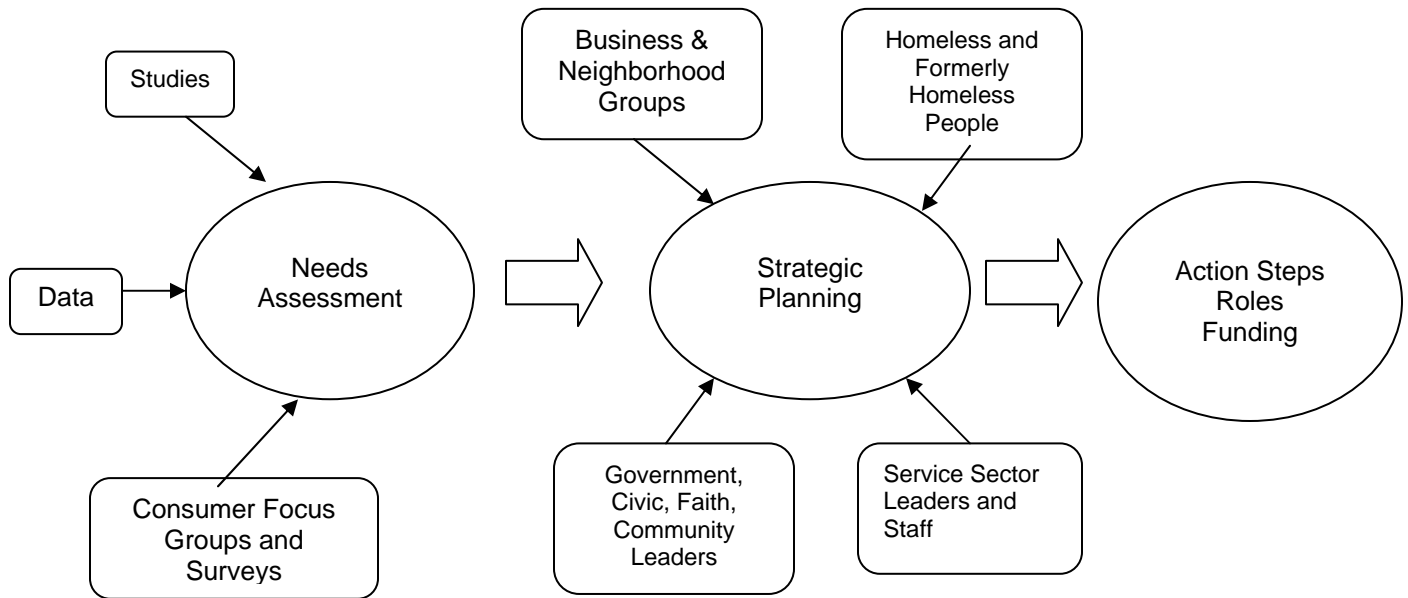 Studies
Data
Consumer Focus
Groups and
Surveys
Needs
Assessment
Business &
Neighborhood
Groups
Homeless and
Formerly
Homeless
People
Strategic
Planning
Government,
Civic, Faith,
Community
Leaders
Service Sector
Leaders and
Staff
Action Steps
Roles
Funding